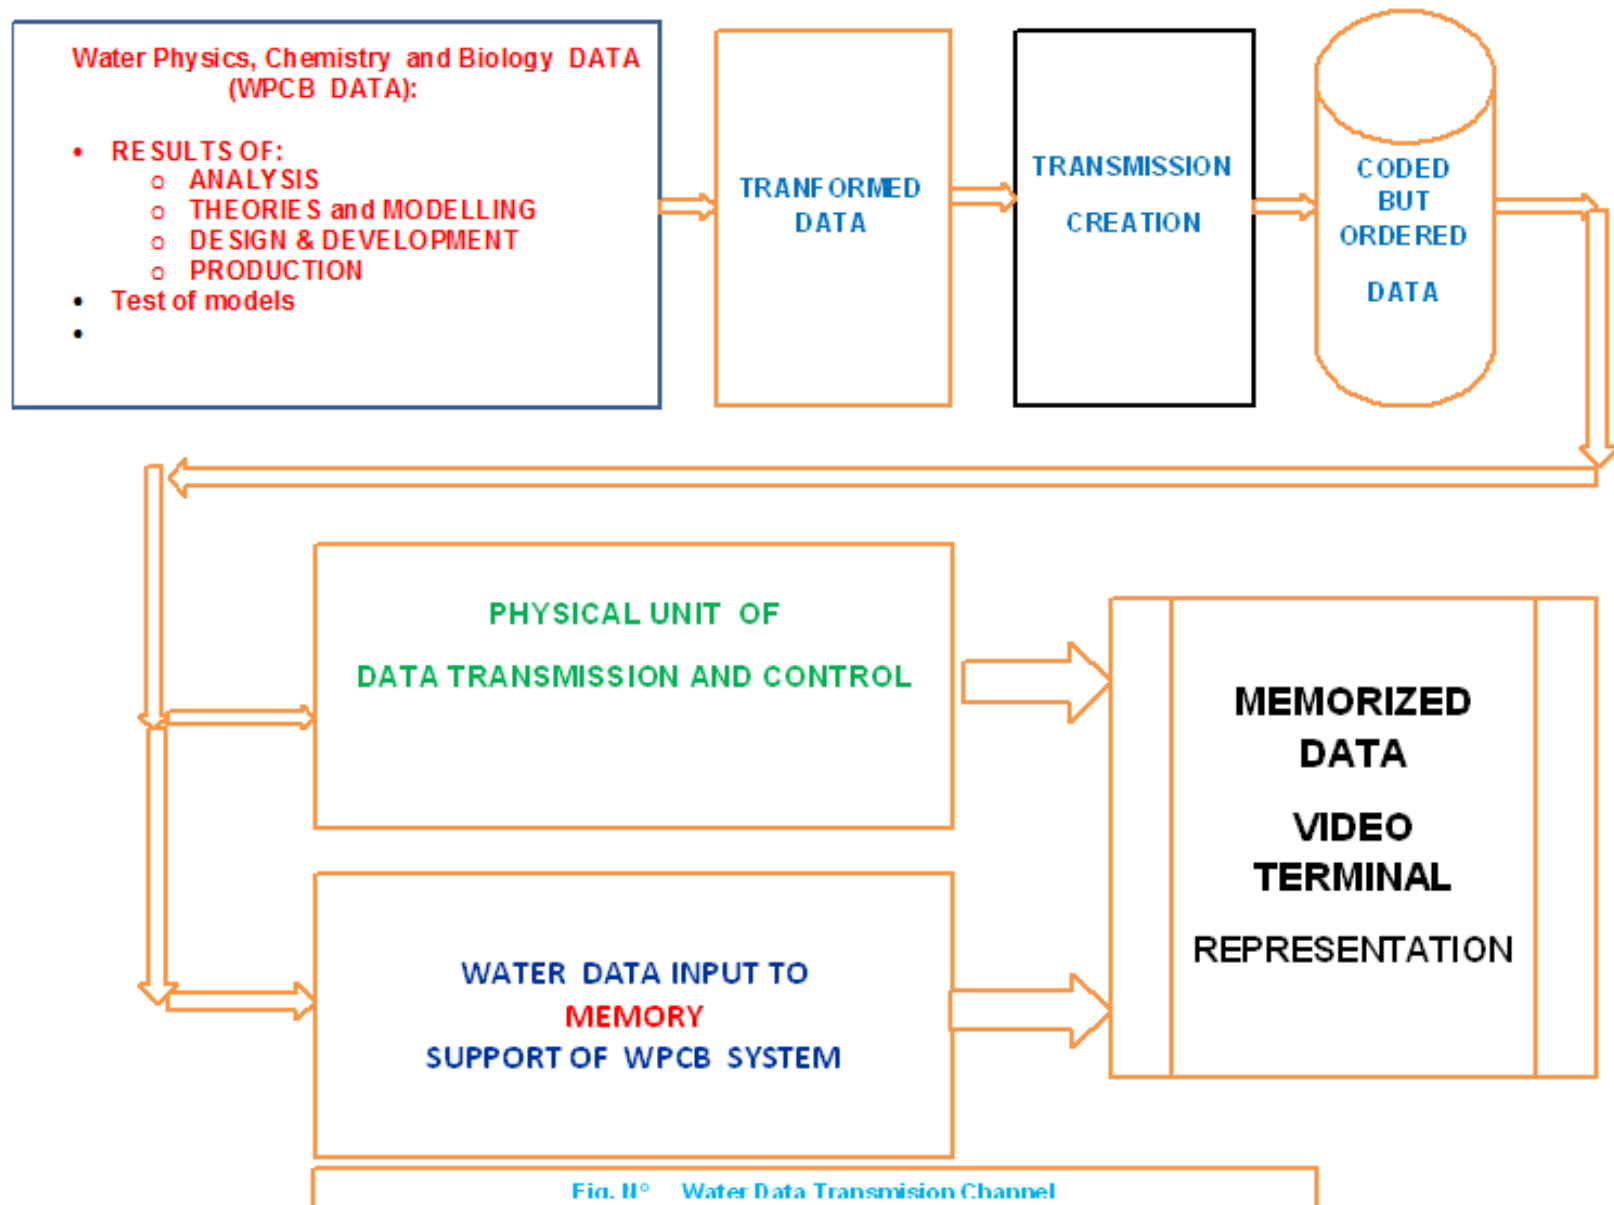 Water Physics, Chemistry and Biology DATA
(WPCB DATA):
• RESULTS OF:
o ANALYSIS
o THEORIES and MODELLING
o DESIGN & DEVELOPMENT
o PRODUCTION
• Test of models
•
TRANFORMED
DATA
TRANSMISSION
CREATION
CODED
BUT
ORDERED
DATA
PHYSICAL UNIT OF
DATA TRANSMISSION AND CONTROL
WATER DATA INPUT TO
MEMORY
SUPPORT OF WPCB SYSTEM
MEMORIZED
DATA
VIDEO
TERMINAL
REPRESENTATION
Fig. N° Water Data Transmision Channel